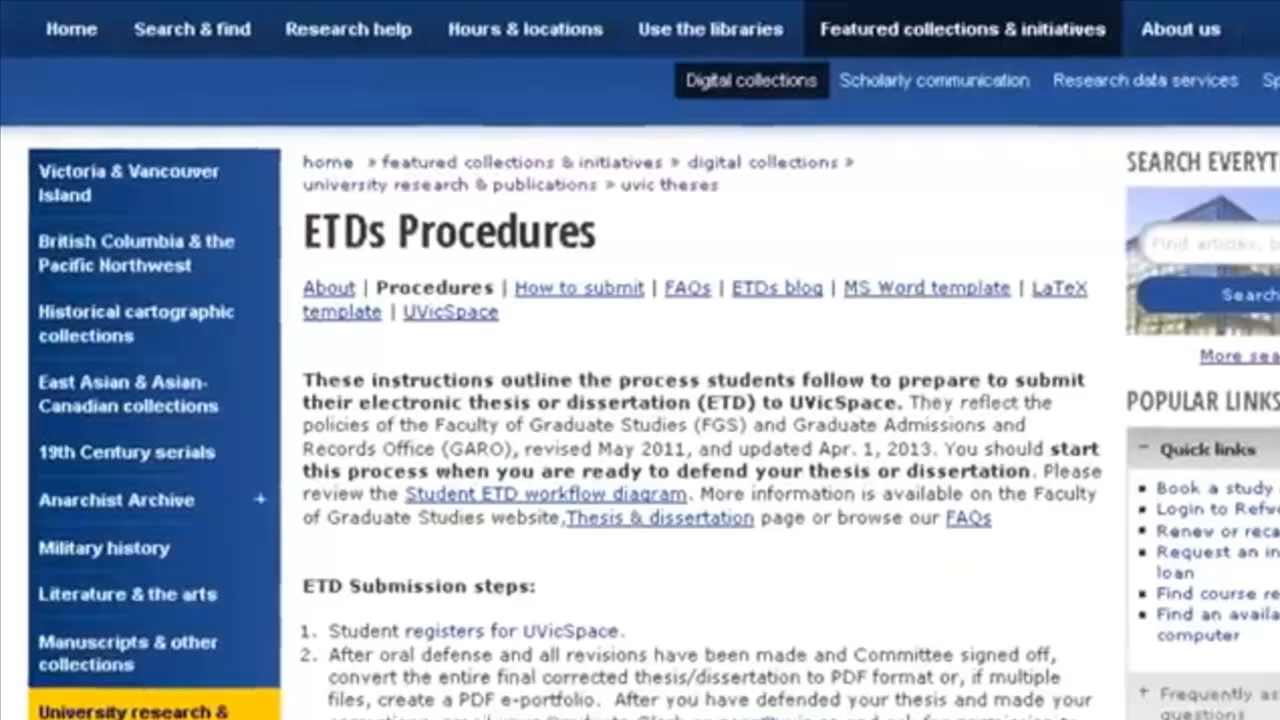 Home Search & find Research help Hours & locations Use the libraries Featured collections & initiatives About us
Digital collections Scholarly communication Research data services Sp
Victoria & Vancouver
Island
British Columbia & the
Pacific Northwest
Historical cartographic
collections
East Asian & Asian-
Canadian collections
19th Century serials
Anarchist Archive +
Military history
Literature & the arts
Manuscripts & other
collections
University research &
home » featured collections & initiatives » digital collections »
university research & publications » uvic theses
ETDs Procedures
About | Procedures | How to submit | FAQs | ETDs blog | MS Word template | LaTeX
template | UVicSpace
These instructions outline the process students follow to prepare to submit
their electronic thesis or dissertation (ETD) to UVicSpace. They reflect the
policies of the Faculty of Graduate Studies (FGS) and Graduate Admissions and
Records Office (GARO), revised May 2011, and updated Apr. 1, 2013. You should start
this process when you are ready to defend your thesis or dissertation. Please
review the Student ETD workflow diagram. More information is available on the Faculty
of Graduate Studies website,Thesis & dissertation page or browse our FAQs
ETD Submission steps:
1. Student registers for UVicSpace.
2. After oral defense and all revisions have been made and Committee signed off,
convert the entire final corrected thesis/dissertation to PDF format or, if multiple
files, create a PDF e-portfolio. After you have defended your thesis and made your
SEARCH EVERYT
Find articles, b
Search
More sea
POPULAR LINKS
− Quick links
Book a study
Login to Refw
Renew or reca
Request an in
loan
Find course re
Find an availa
computer
+ Frequently as
questions